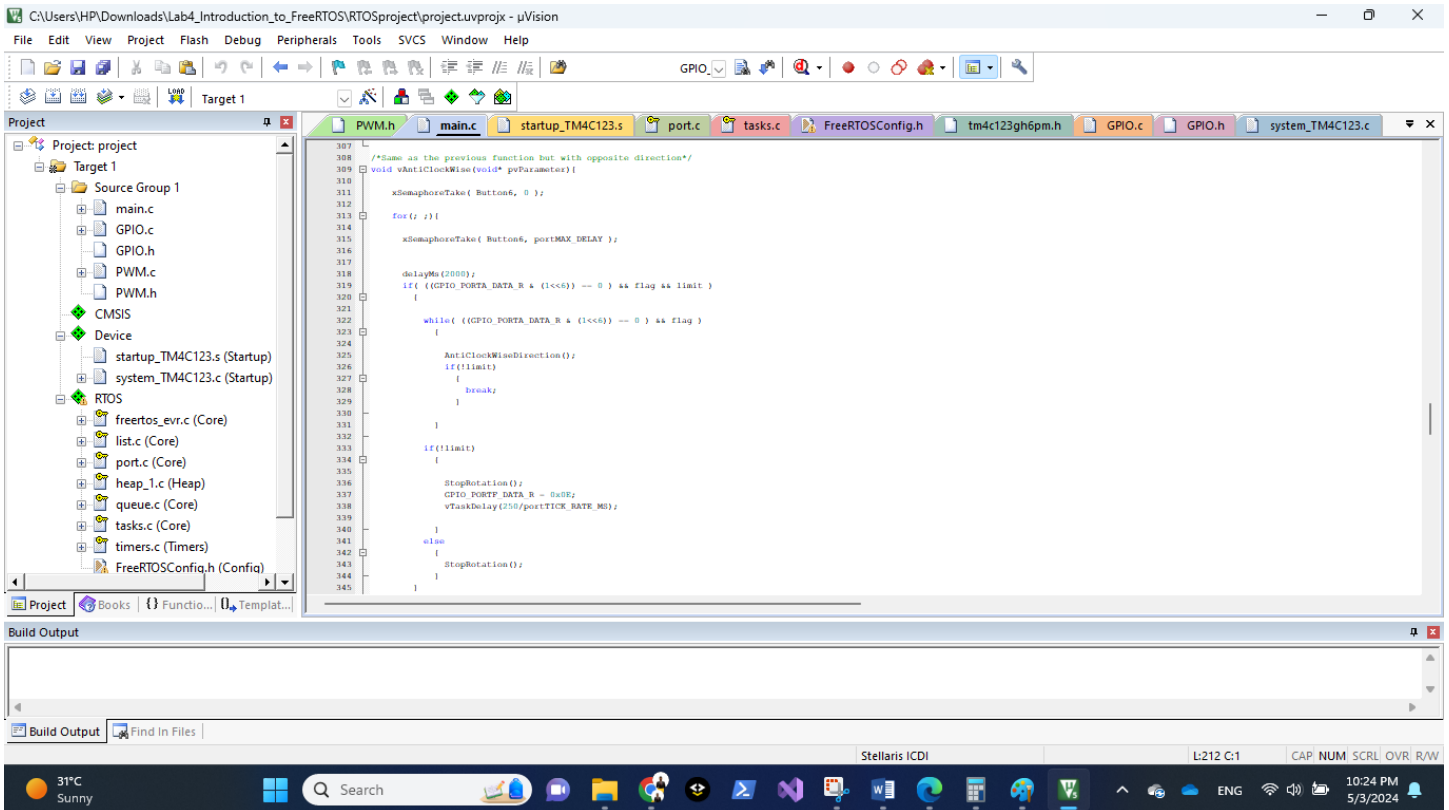 C:\Users\HP\Downloads\Lab4_Introduction_to_FreeRTOS\RTOSproject\project.uvprojx - µVision
File Edit View Project Flash Debug Peripherals Tools SVCS Window Help
GPIO_
LOAD Target 1
Project
Project: project
Target 1
Source Group 1
main.c
GPIO.c
GPIO.h
PWM.c
PWM.h
CMSIS
Device
startup_TM4C123.s (Startup)
system_TM4C123.c (Startup)
RTOS
freertos_evr.c (Core)
list.c (Core)
port.c (Core)
heap_1.c (Heap)
queue.c (Core)
tasks.c (Core)
timers.c (Timers)
FreeRTOSConfig.h (Config)
Project Books {} Functio... Templat...
PWM.h main.c startup_TM4C123.s port.c tasks.c FreeRTOSConfig.h tm4c123gh6pm.h GPIO.c GPIO.h system_TM4C123.c
307
308 /*Same as the previous function but with opposite direction*/
309 void vAntiClockWise(void* pvParameter){
310
311 xSemaphoreTake( Button6, 0 );
312
313 for(; ;){
314
315 xSemaphoreTake( Button6, portMAX_DELAY );
316
317
318 delayMs(2000);
319 if( ((GPIO_PORTA_DATA_R & (1<<6)) == 0 ) && flag && limit )
320 {
321
322 while( ((GPIO_PORTA_DATA_R & (1<<6)) == 0 ) && flag )
323 {
324
325 AntiClockWiseDirection();
326 if(!limit)
327 {
328 break;
329 }
330
331 }
332
333 if(!limit)
334 {
335
336 StopRotation();
337 GPIO_PORTF_DATA_R = 0x0E;
338 vTaskDelay(250/portTICK_RATE_MS);
339
340 }
341 else
342 {
343 StopRotation();
344 }
345 }
Build Output
Build Output Find In Files
Stellaris ICDI L:212 C:1 CAP NUM SCRL OVR R/W
31°C
Sunny
Search
ENG
10:24 PM
5/3/2024